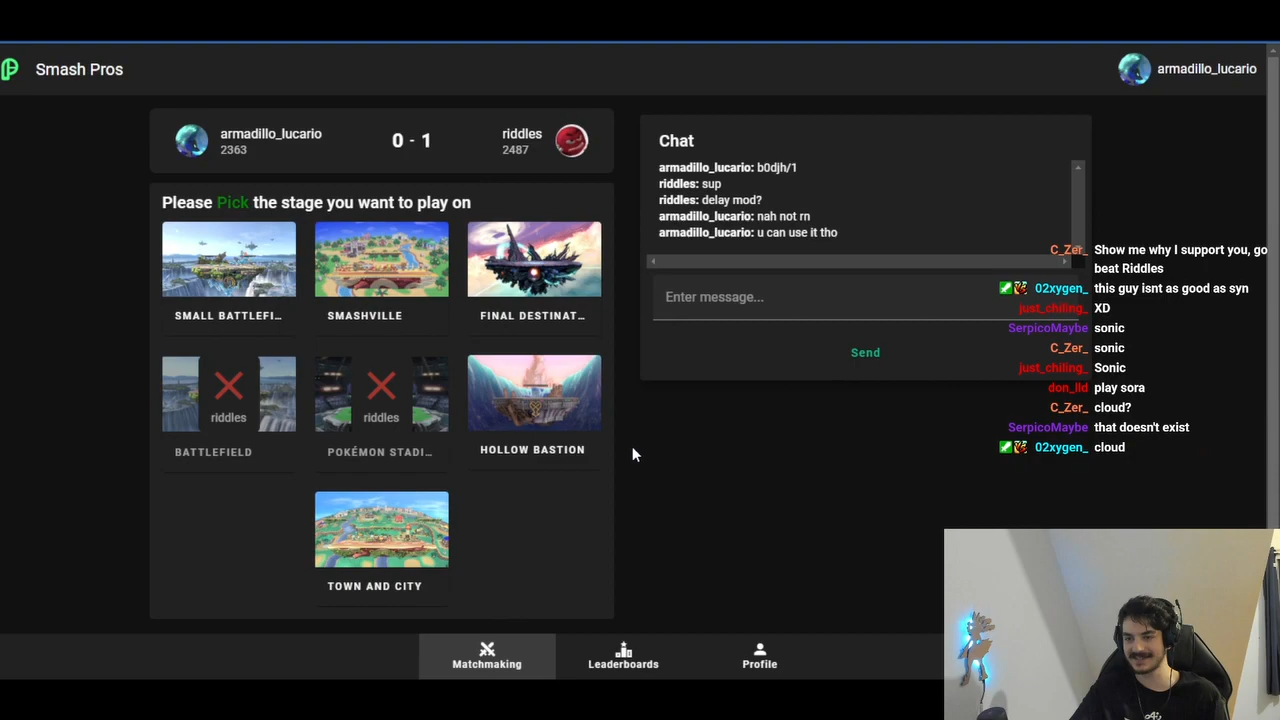 Smash Pros
armadillo_lucario
armadillo_lucario
2363
0 - 1
riddles
2487
Please Pick the stage you want to play on
SMALL BATTLEFI...
SMASHVILLE
FINAL DESTINAT...
riddles
riddles
BATTLEFIELD
POKÉMON STADI...
HOLLOW BASTION
TOWN AND CITY
Chat
armadillo_lucario: b0djh/1
riddles: sup
riddles: delay mod?
armadillo_lucario: nah not rn
armadillo_lucario: u can use it tho
Enter message...
Send
C_Zer_ Show me why I support you, go
beat Riddles
02xygen_ this guy isnt as good as syn
just_chiling_ XD
SerpicoMaybe sonic
C_Zer_ sonic
just_chiling_ Sonic
don_lld play sora
C_Zer_ cloud?
SerpicoMaybe that doesn't exist
02xygen_ cloud
Matchmaking
Leaderboards
Profile